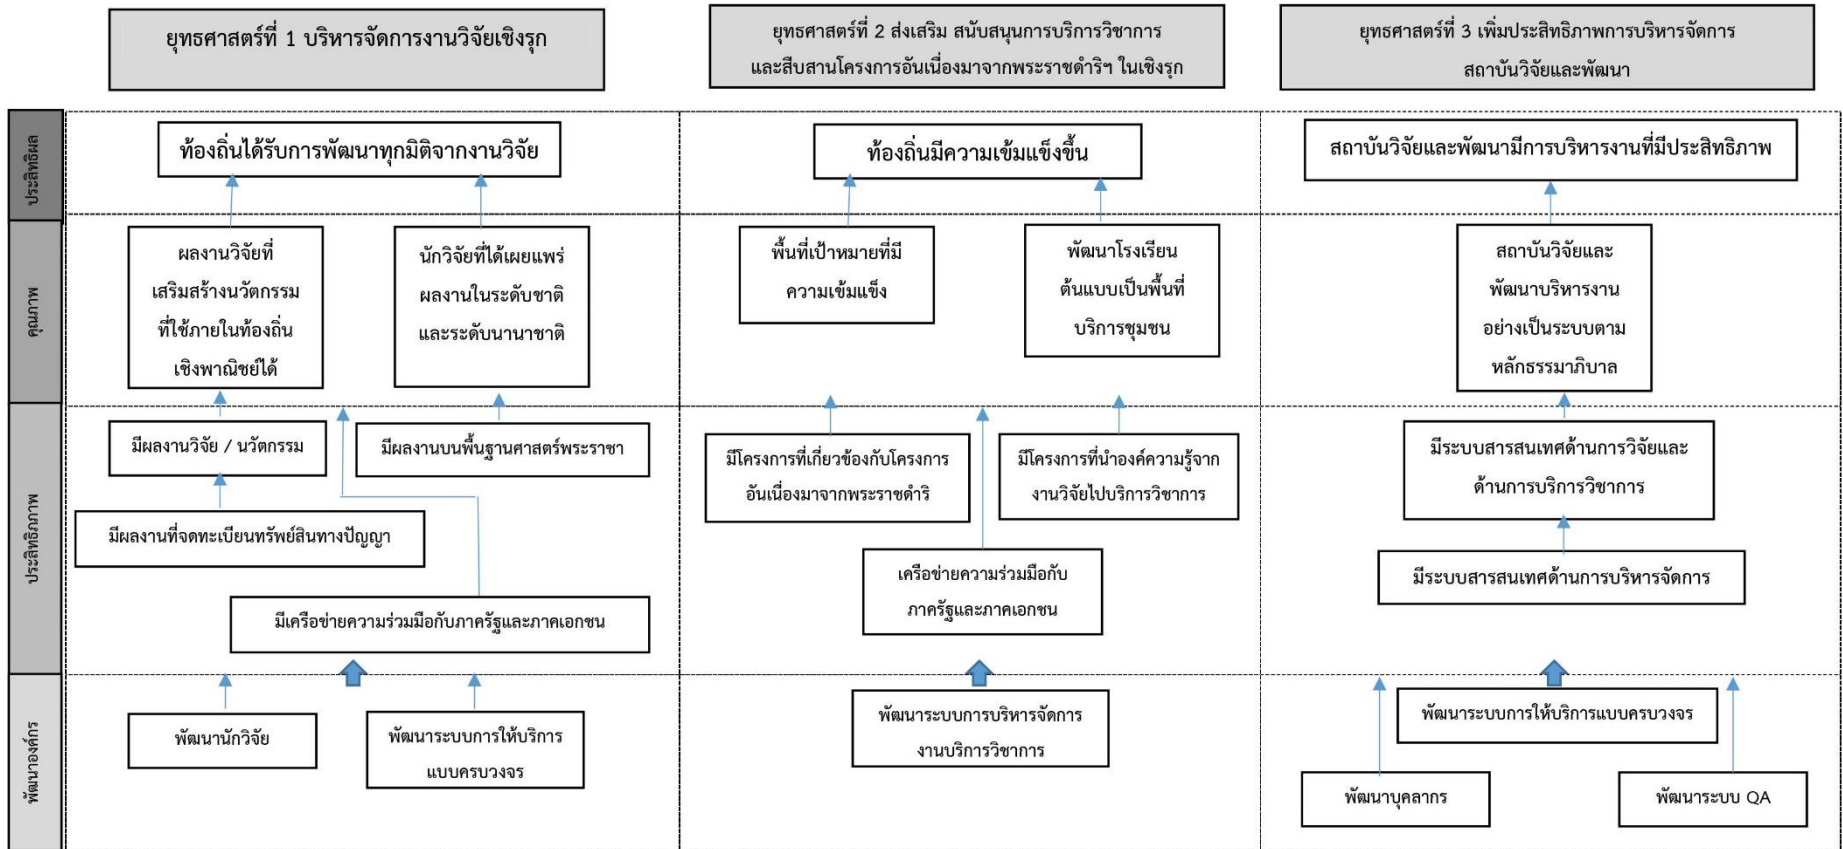 ยุทธศาสตร์ที่ 1 บริหารจัดการงานวิจัยเชิงรุก
ยุทธศาสตร์ที่ 2 ส่งเสริม สนับสนุนการบริการวิชาการ
และสืบสานโครงการอันเนื่องมาจากพระราชดำริฯ ในเชิงรุก
ยุทธศาสตร์ที่ 3 เพิ่มประสิทธิภาพการบริหารจัดการ
สถาบันวิจัยและพัฒนา
ประสิทธิผล
ท้องถิ่นได้รับการพัฒนาทุกมิติจากงานวิจัย
ท้องถิ่นมีความเข้มแข็งขึ้น
สถาบันวิจัยและพัฒนามีการบริหารงานที่มีประสิทธิภาพ
คุณภาพ
ผลงานวิจัยที่
เสริมสร้างนวัตกรรม
ที่ใช้ภายในท้องถิ่น
เชิงพาณิชย์ได้
นักวิจัยที่ได้เผยแพร่
ผลงานในระดับชาติ
และระดับนานาชาติ
พื้นที่เป้าหมายที่มี
ความเข้มแข็ง
พัฒนาโรงเรียน
ต้นแบบเป็นพื้นที่
บริการชุมชน
สถาบันวิจัยและ
พัฒนาบริหารงาน
อย่างเป็นระบบตาม
หลักธรรมาภิบาล
ประสิทธิภาพ
มีผลงานวิจัย / นวัตกรรม
มีผลงานบนพื้นฐานศาสตร์พระราชา
มีผลงานที่จดทะเบียนทรัพย์สินทางปัญญา
มีเครือข่ายความร่วมมือกับภาครัฐและภาคเอกชน
มีโครงการที่เกี่ยวข้องกับโครงการ
อันเนื่องมาจากพระราชดำริ
มีโครงการที่นำองค์ความรู้จาก
งานวิจัยไปบริการวิชาการ
เครือข่ายความร่วมมือกับ
ภาครัฐและภาคเอกชน
มีระบบสารสนเทศด้านการวิจัยและ
ด้านการบริการวิชาการ
มีระบบสารสนเทศด้านการบริหารจัดการ
พัฒนาองค์กร
พัฒนานักวิจัย
พัฒนาระบบการให้บริการ
แบบครบวงจร
พัฒนาระบบการบริหารจัดการ
งานบริการวิชาการ
พัฒนาระบบการให้บริการแบบครบวงจร
พัฒนาบุคลากร
พัฒนาระบบ QA